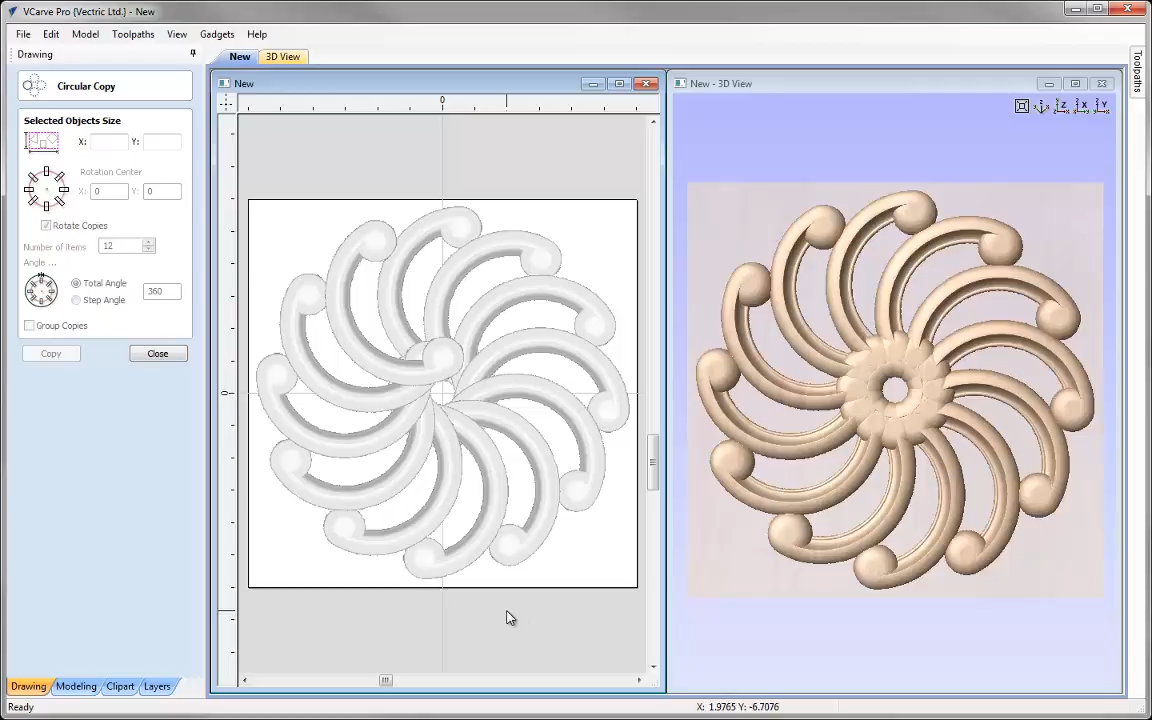 VCarve Pro {Vectric Ltd.} - New
File Edit Model Toolpaths View Gadgets Help
Drawing
New 3D View
Toolpaths
Circular Copy
Selected Objects Size
X: Y:
Rotation Center
X: 0 Y: 0
Rotate Copies
Number of items 12
Angle ...
Total Angle
Step Angle
360
Group Copies
Copy Close
New
0
0
New - 3D View
Z X Y
Drawing Modeling Clipart Layers
Ready
X: 1.9765 Y: -6.7076